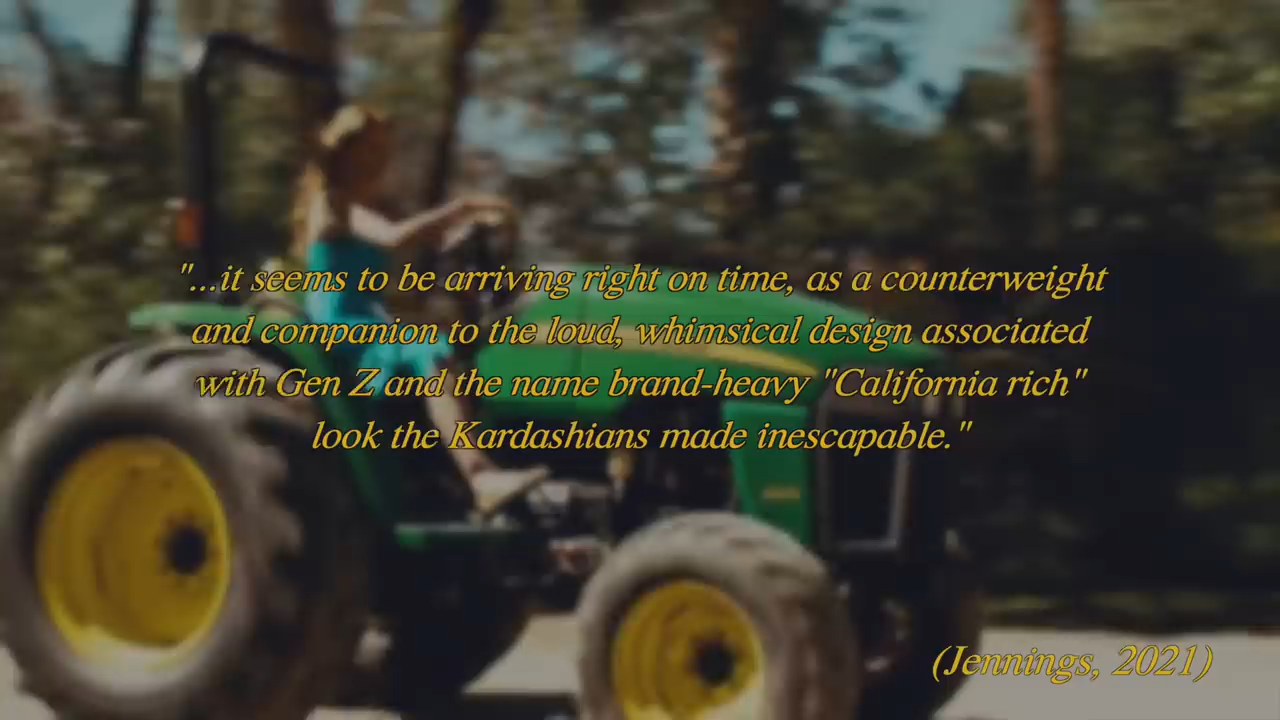 "...it seems to be arriving right on time, as a counterweight
and companion to the loud, whimsical design associated
with Gen Z and the name brand-heavy "California rich"
look the Kardashians made inescapable."
(Jennings, 2021)